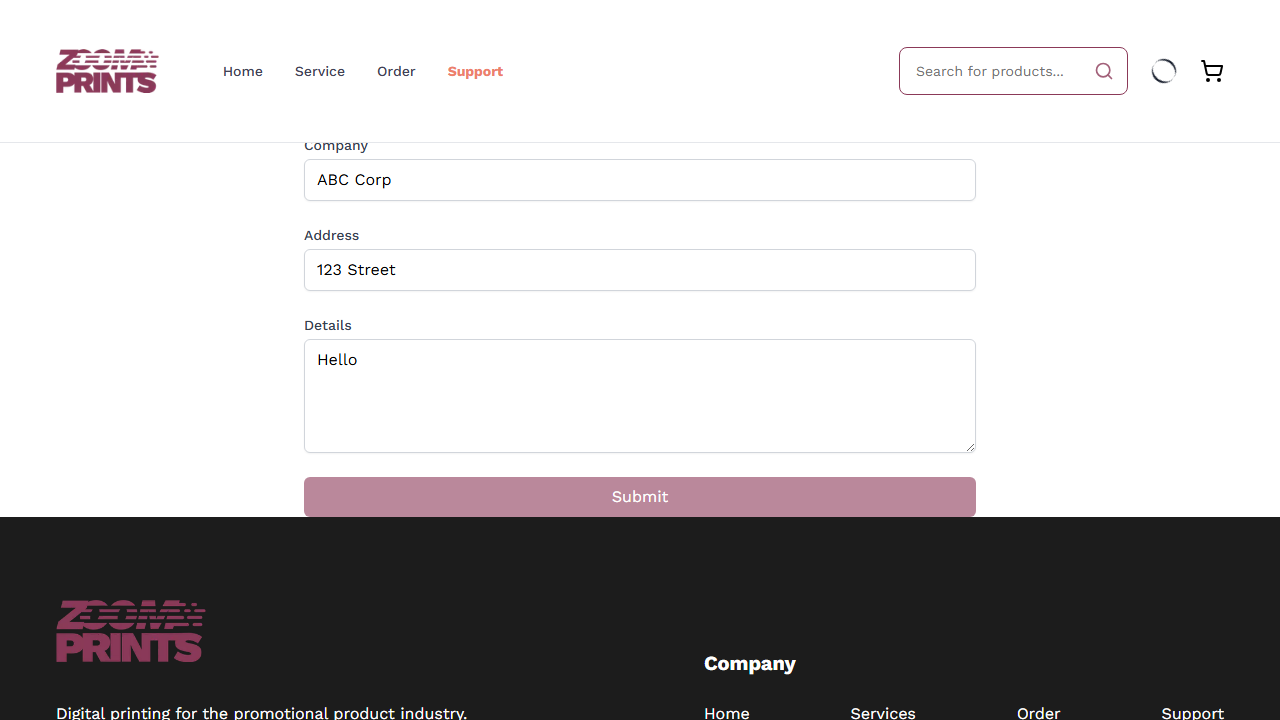 ZOOM
PRINTS
Home
Service
Order
Support
Search for products...
Company
ABC Corp
Address
123 Street
Details
Hello
Submit
ZOOM
PRINTS
Digital printing for the promotional product industry.
Company
Home
Services
Order
Support